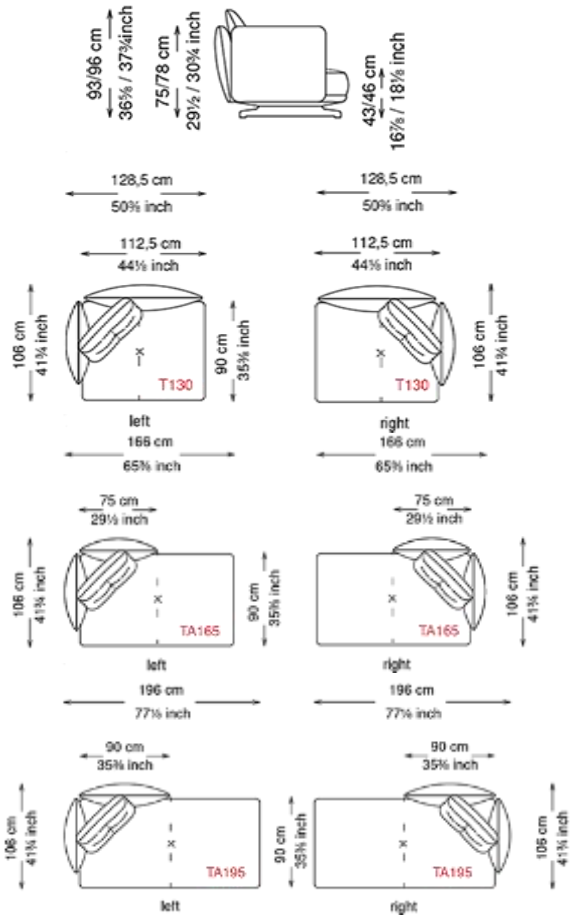 93/96 cm
36⅝ / 37¾inch
75/78 cm
29½ / 30¾ inch
43/46 cm
16⅞ / 18⅛ inch
128,5 cm
50⅝ inch
128,5 cm
50⅝ inch
112,5 cm
inch
112,5 cm
inch
106 cm
41¾ inch
90 cm
35⅜ inch
T130
left
T130
right
106 cm
41¾ inch
166 cm
65⅜ inch
166 cm
65⅜ inch
75 cm
29½ inch
75 cm
29½ inch
106 cm
41¾ inch
90 cm
35⅜ inch
TA165
left
TA165
right
106 cm
41¾ inch
196 cm
77⅛ inch
196 cm
77⅛ inch
90 cm
35⅜ inch
90 cm
35⅜ inch
106 cm
41¾ inch
TA195
left
90 cm
35⅜ inch
TA195
right
106 cm
41¾ inch